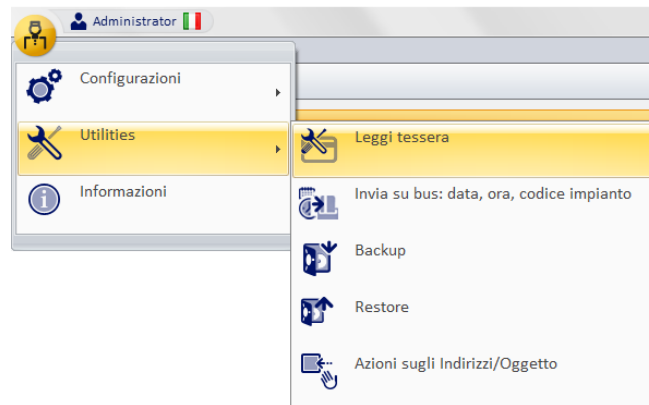 Administrator
Configurazioni
Utilities
Informazioni
Leggi tessera
Invia su bus: data, ora, codice impianto
Backup
Restore
Azioni sugli Indirizzi/Oggetto